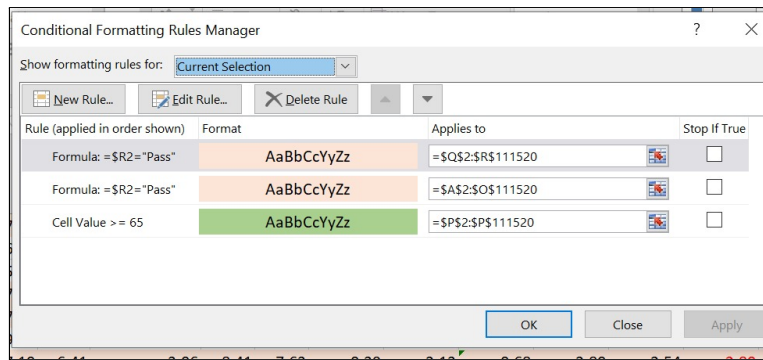 Conditional Formatting Rules Manager ?
Show formatting rules for: Current Selection
New Rule... Edit Rule... Delete Rule
Rule (applied in order shown) Format Applies to Stop If True
Formula: =$R2="Pass" AaBbCcYyZz =$Q$2:$R$111520
Formula: =$R2="Pass" AaBbCcYyZz =$A$2:$O$111520
Cell Value >= 65 AaBbCcYyZz =$P$2:$P$111520
OK Close Apply